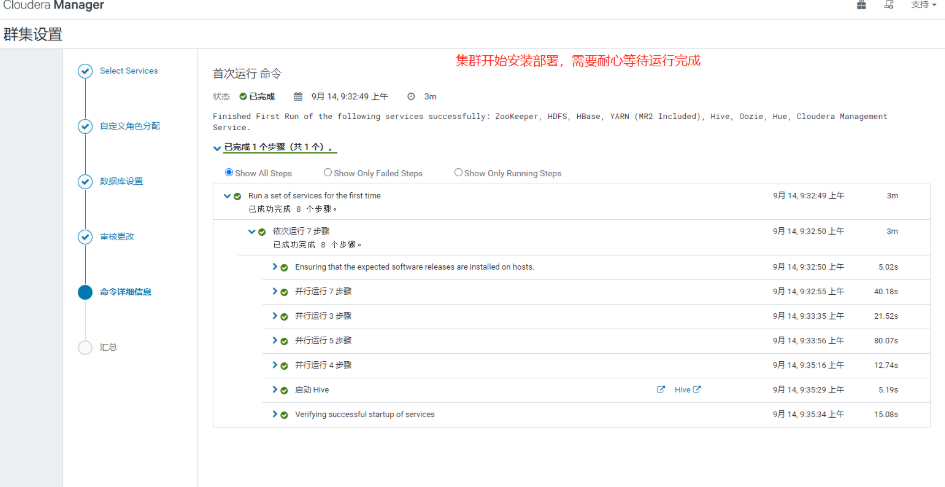 Cloudera Manager
支持
群集设置
集群开始安装部署，需要耐心等待运行完成
Select Services
自定义角色分配
数据库设置
审核更改
命令详细信息
汇总
首次运行 命令
状态 已完成 9月 14, 9:32:49 上午 3m
Finished First Run of the following services successfully: ZooKeeper, HDFS, HBase, YARN (MR2 Included), Hive, Oozie, Hue, Cloudera Management
Service.
已完成 1 个步骤（共 1 个）。
Show All Steps Show Only Failed Steps Show Only Running Steps
Run a set of services for the first time 9月 14, 9:32:49 上午 3m
已成功完成 8 个步骤。
依次运行 7 步骤 9月 14, 9:32:50 上午 3m
已成功完成 8 个步骤。
Ensuring that the expected software releases are installed on hosts. 9月 14, 9:32:50 上午 5.02s
并行运行 7 步骤 9月 14, 9:32:55 上午 40.18s
并行运行 3 步骤 9月 14, 9:33:35 上午 21.52s
并行运行 5 步骤 9月 14, 9:33:56 上午 80.07s
并行运行 4 步骤 9月 14, 9:35:16 上午 12.74s
启动 Hive Hive 9月 14, 9:35:29 上午 5.19s
Verifying successful startup of services 9月 14, 9:35:34 上午 15.08s